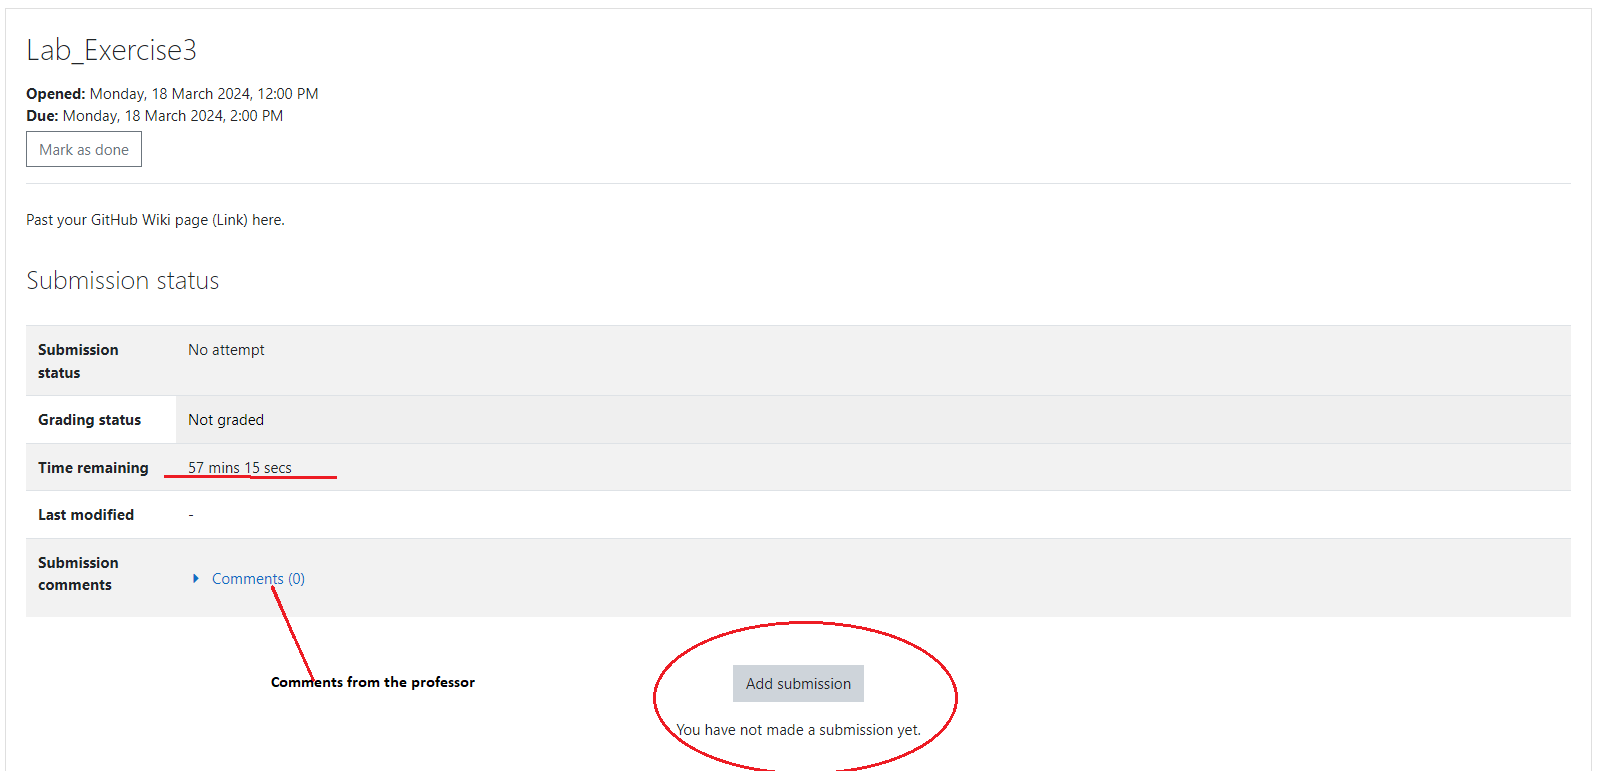 Lab_Exercise3
Opened: Monday, 18 March 2024, 12:00 PM
Due: Monday, 18 March 2024, 2:00 PM
Mark as done
Past your GitHub Wiki page (Link) here.
Submission status
Submission status No attempt
Grading status Not graded
Time remaining 57 mins 15 secs
Last modified -
Submission comments Comments (0)
Comments from the professor
Add submission
You have not made a submission yet.